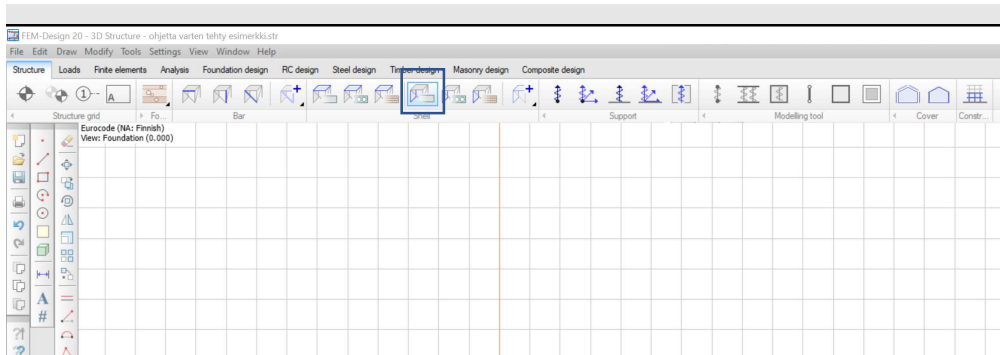 FEM-Design 20 - 3D Structure - ohjetta varten tehty esimerkki.str
File Edit Draw Modify Tools Settings View Window Help
Structure Loads Finite elements Analysis Foundation design RC design Steel design Timber design Masonry design Composite design
1 A
Structure grid Fo... Bar Shell Support Modelling tool Cover Constr...
Eurocode (NA: Finnish)
View: Foundation (0.000)
A
#